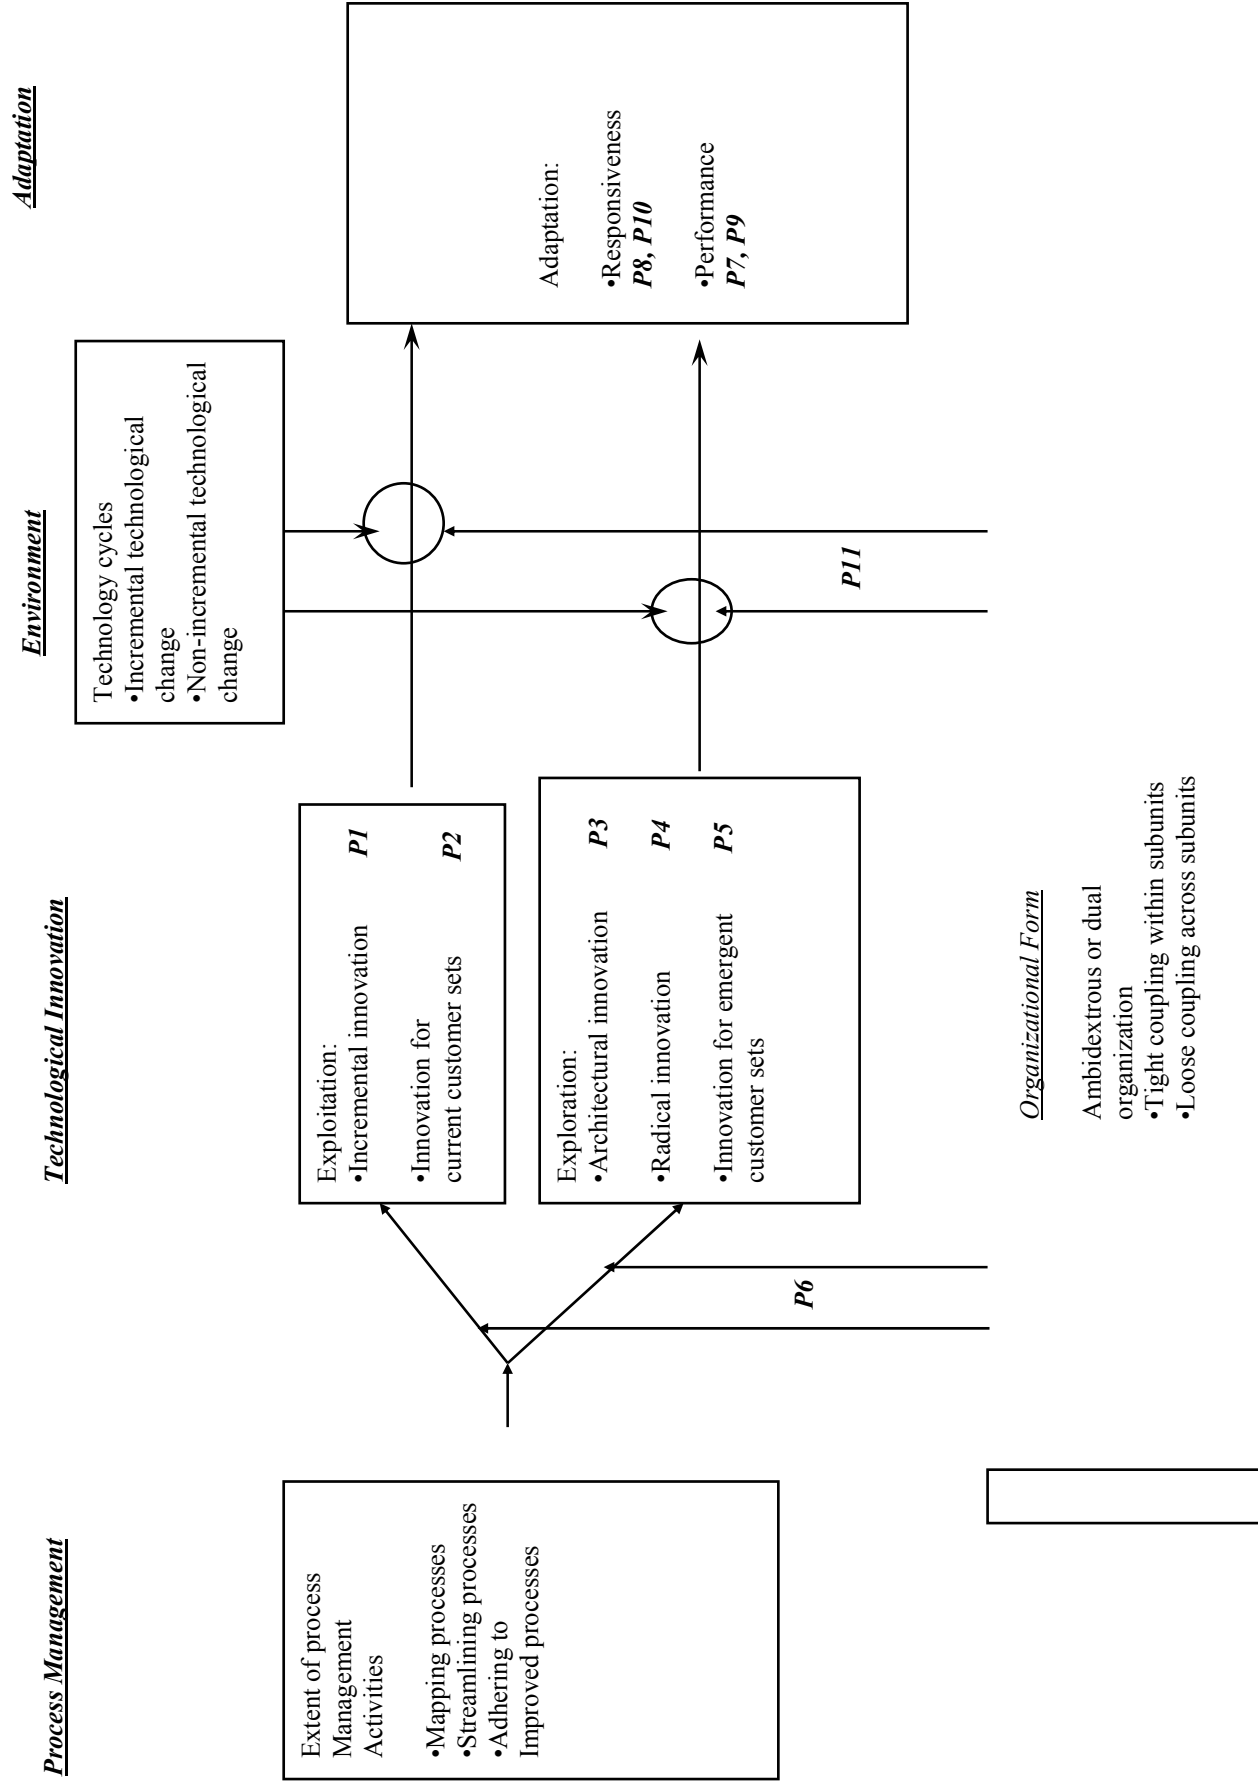 Process Management
Technological Innovation
Environment
Adaptation
Extent of process
Management
Activities
•Mapping processes
•Streamlining processes
•Adhering to
Improved processes
P6
Exploitation:
•Incremental innovation P1
•Innovation for
current customer sets P2
Exploration:
•Architectural innovation P3
•Radical innovation P4
•Innovation for emergent P5
customer sets
Technology cycles
•Incremental technological
change
•Non-incremental technological
change
P11
Adaptation:
•Responsiveness
P8, P10
•Performance
P7, P9
Organizational Form
Ambidextrous or dual
organization
•Tight coupling within subunits
•Loose coupling across subunits